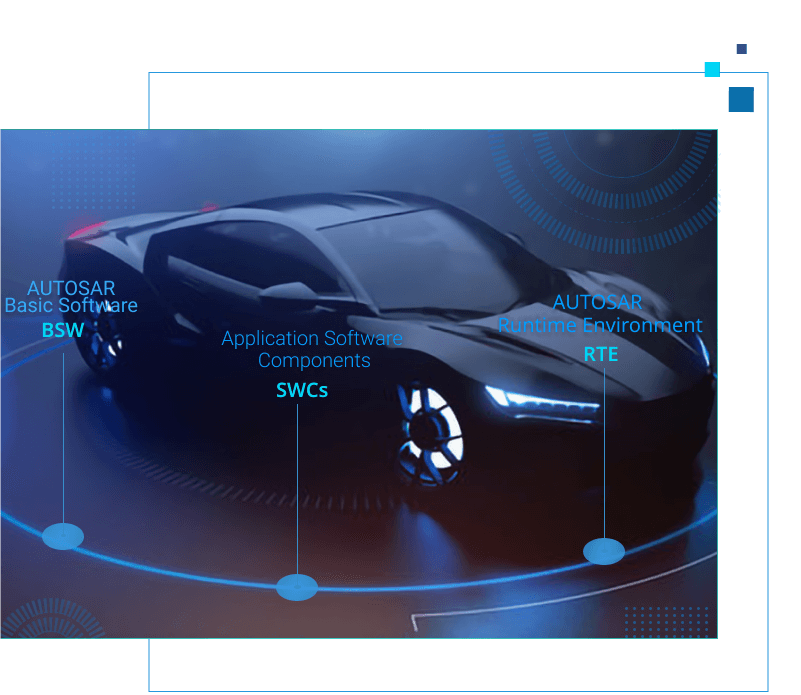 AUTOSAR
Basic Software
BSW
Application Software
Components
SWCs
AUTOSAR
Runtime Environment
RTE